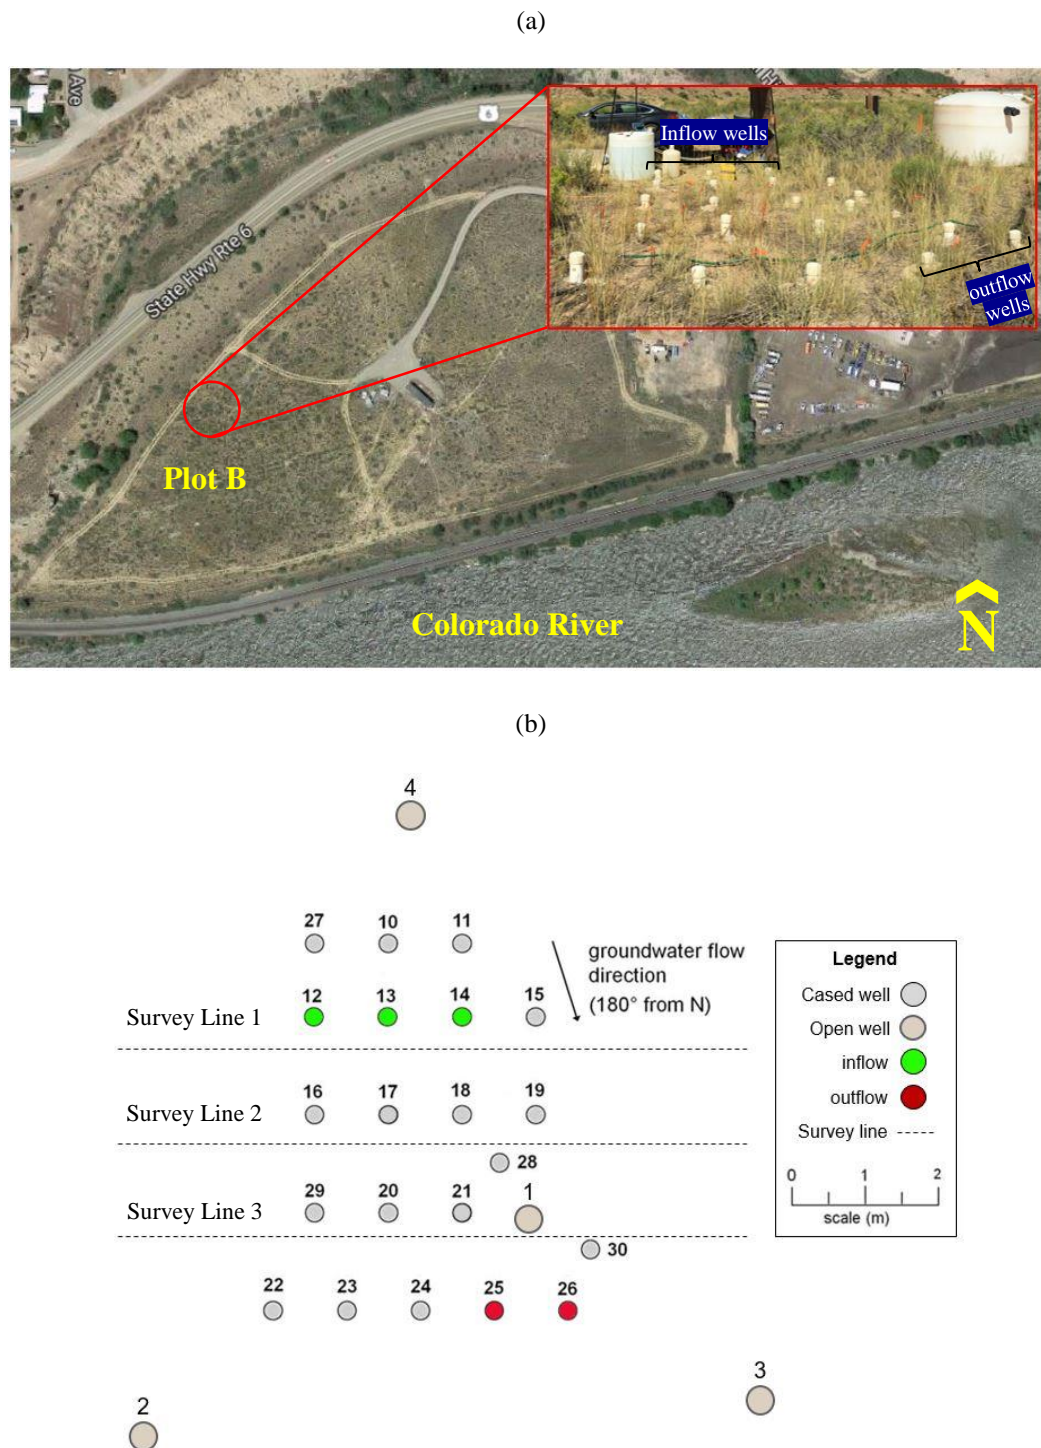 (a)
Ave
6
State Hwy Rte 6
Inflow wells
outflow
wells
Plot B
Colorado River
N
(b)
4
27 10 11
groundwater flow
direction
(180° from N)
12 13 14 15
Survey Line 1
16 17 18 19
Survey Line 2
28
29 20 21 1
Survey Line 3
30
22 23 24 25 26
3
2
Legend
Cased well
Open well
inflow
outflow
Survey line
0 1 2
scale (m)